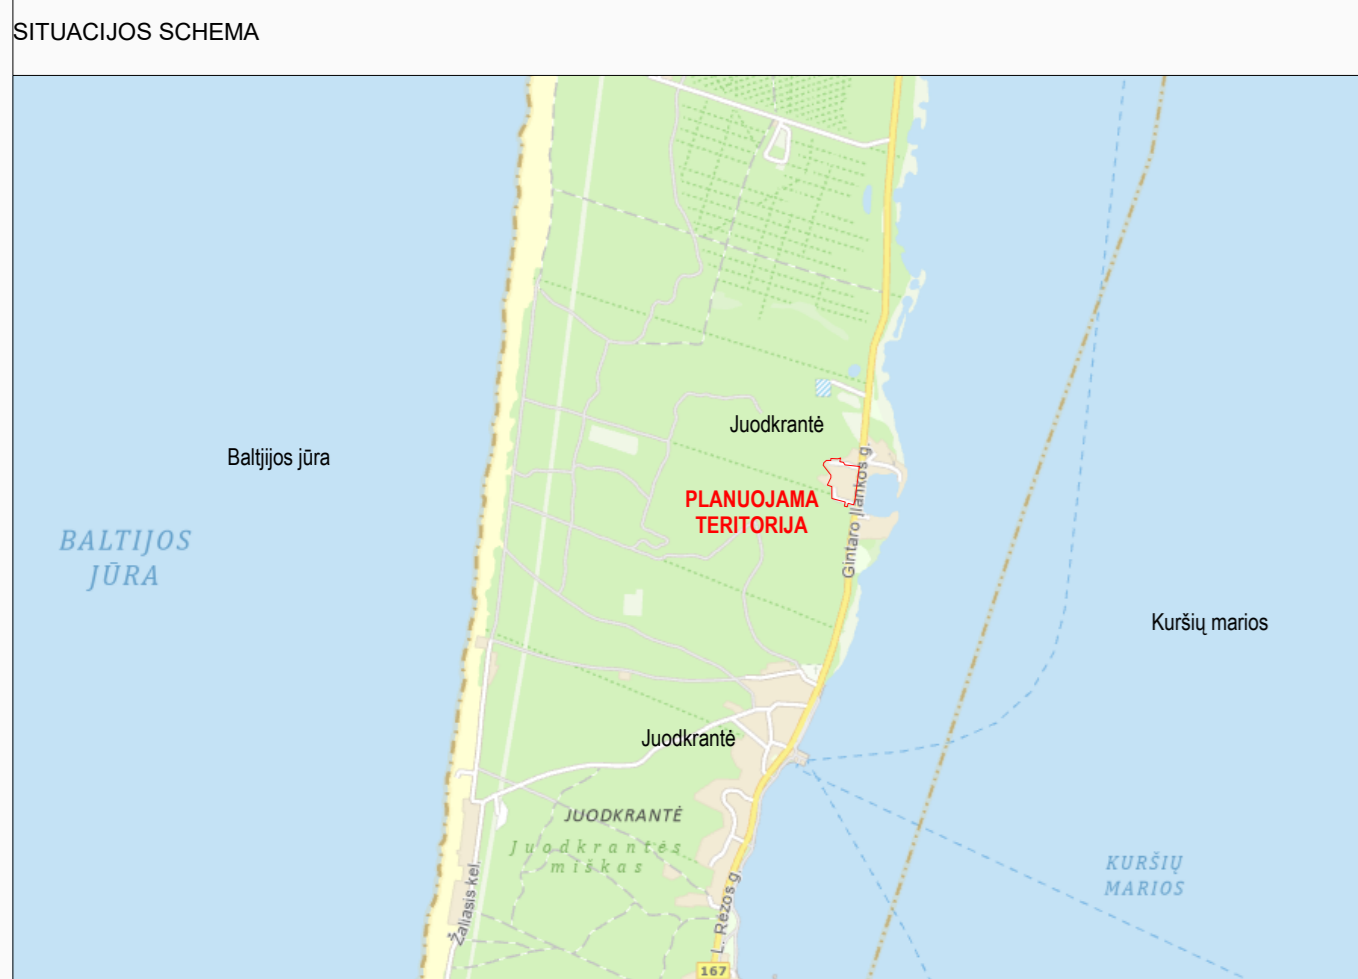 SITUACIJOS SCHEMA
Juodkrantė
Baltjijos jūra
PLANUOJAMA
TERITORIJA
Gintaro įlankos g.
BALTIJOS
JŪRA
Kuršių marios
Juodkrantė
JUODKRANTĖ
Juodkrantės
miškas
KURŠIŲ
MARIOS
Žaliasis kel.
L. Rėzos g.
167